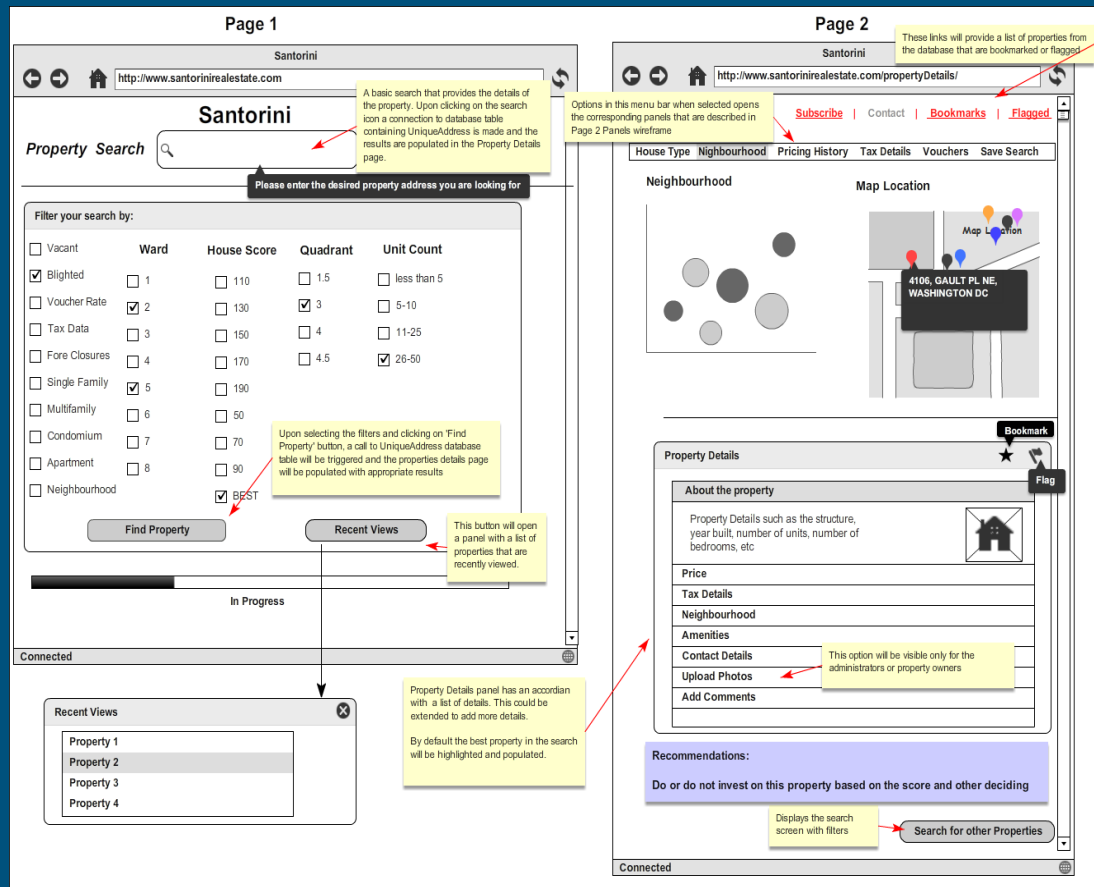 Page 1
Santorini
http://www.santorinirealestate.com
Santorini
Property Search
A basic search that provides the details of
the property. Upon clicking on the search
icon a connection to database table
containing UniqueAddress is made and the
results are populated in the Property Details
page.
Please enter the desired property address you are looking for
Filter your search by:
Vacant
Blighted
Voucher Rate
Tax Data
Fore Closures
Single Family
Multifamily
Condomium
Apartment
Neighbourhood
Ward
1
2
3
4
5
6
7
8
House Score
110
130
150
170
190
50
70
90
BEST
Quadrant
1.5
3
4
4.5
Unit Count
less than 5
5-10
11-25
26-50
Upon selecting the filters and clicking on 'Find
Property' button, a call to UniqueAddress database
table will be triggered and the properties details page
will be populated with appropriate results
Find Property
Recent Views
This button will open
a panel with a list of
properties that are
recently viewed.
In Progress
Connected
Recent Views
Property 1
Property 2
Property 3
Property 4
Page 2
Santorini
These links will provide a list of properties from
the database that are bookmarked or flagged
http://www.santorinirealestate.com/propertyDetails/
Options in this menu bar when selected opens
the corresponding panels that are described in
Page 2 Panels wireframe
Subscribe | Contact | Bookmarks | Flagged
House Type Nighbourhood Pricing History Tax Details Vouchers Save Search
Neighbourhood
Map Location
Map Location
4106, GAULT PL NE,
WASHINGTON DC
Bookmark
Property Details
Flag
About the property
Property Details such as the structure,
year built, number of units, number of
bedrooms, etc
Price
Tax Details
Neighbourhood
Amenities
Contact Details
Upload Photos
Add Comments
This option will be visible only for the
administrators or property owners
Property Details panel has an accordian
with a list of details. This could be
extended to add more details.
By default the best property in the search
will be highlighted and populated.
Recommendations:
Do or do not invest on this property based on the score and other deciding
Displays the search
screen with filters
Search for other Properties
Connected